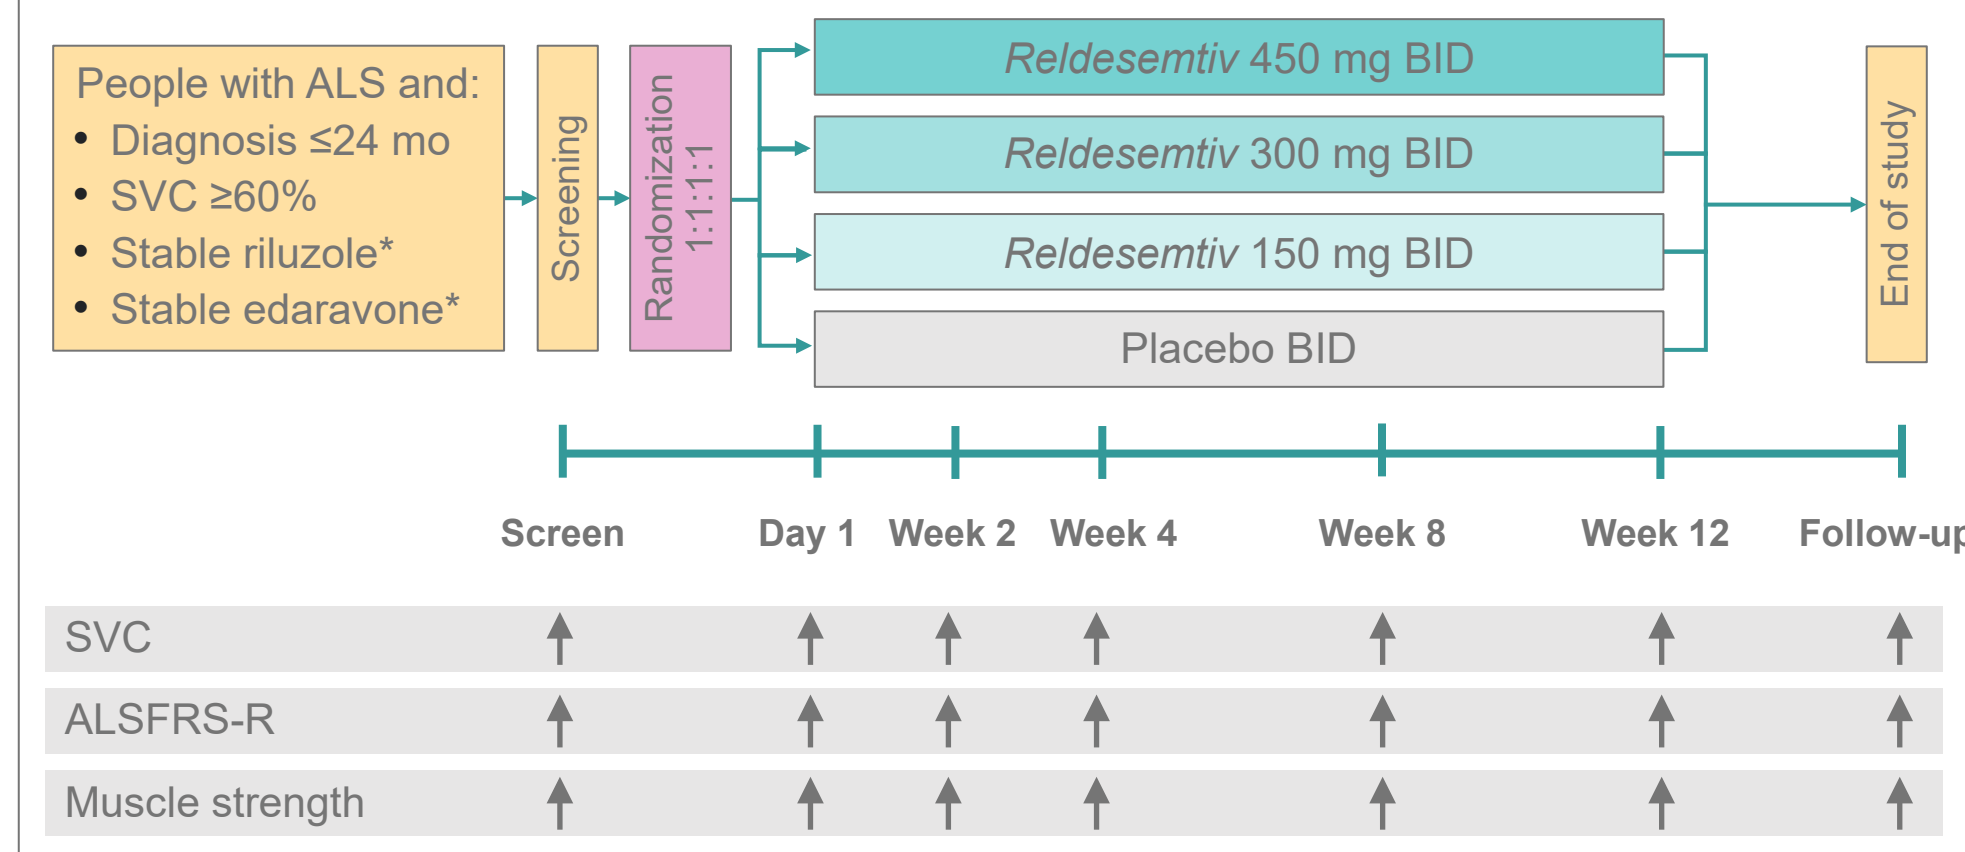 People with ALS and:
• Diagnosis ≤24 mo
• SVC ≥60%
• Stable riluzole*
• Stable edaravone*
Screening
Randomization
1:1:1:1
Reldesemtiv 450 mg BID
Reldesemtiv 300 mg BID
Reldesemtiv 150 mg BID
Placebo BID
End of study
Screen
Day 1
Week 2
Week 4
Week 8
Week 12
Follow-up
SVC
ALSFRS-R
Muscle strength